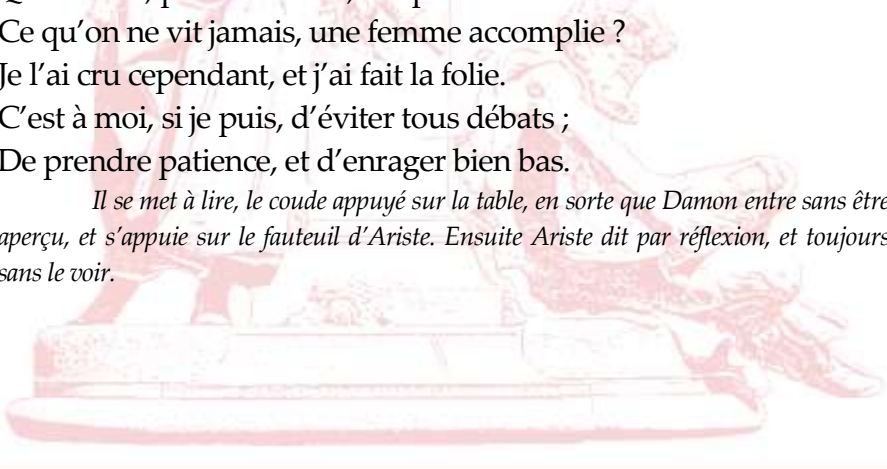 Ce qu'on ne vit jamais, une femme accomplie ?
Je l'ai cru cependant, et j'ai fait la folie.
C'est à moi, si je puis, d'éviter tous débats ;
De prendre patience, et d'enrager bien bas.
Il se met à lire, le coude appuyé sur la table, en sorte que Damon entre sans être
aperçu, et s'appuie sur le fauteuil d'Ariste. Ensuite Ariste dit par réflexion, et toujours
sans le voir.